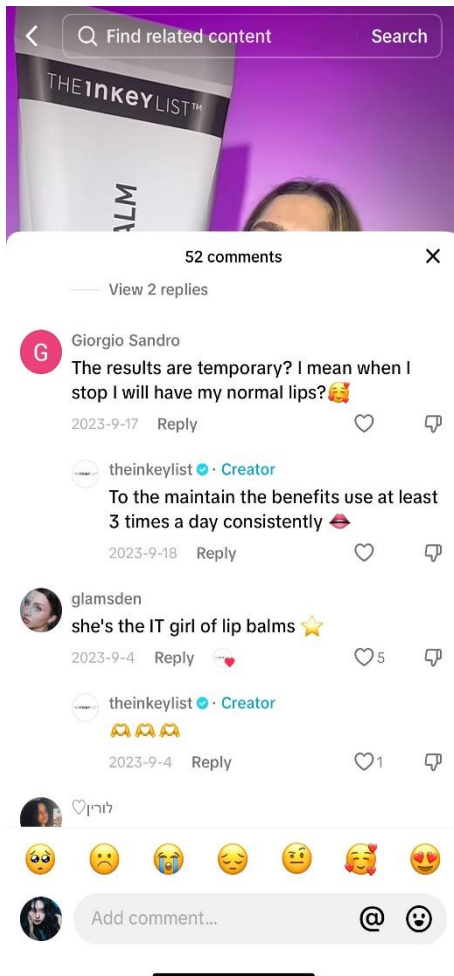 Find related content
Search
THE INKEY LIST™
ALM
52 comments
View 2 replies
G
Giorgio Sandro
The results are temporary? I mean when I
stop I will have my normal lips?🥰
2023-9-17 Reply
theinkeylist · Creator
To the maintain the benefits use at least
3 times a day consistently 🫦
2023-9-18 Reply
glamsden
she's the IT girl of lip balms ⭐
2023-9-4 Reply
5
theinkeylist · Creator
🫶🫶🫶
2023-9-4 Reply
1
לורין♡
🥺☹️😭😔🤨🥰😍
Add comment...
@